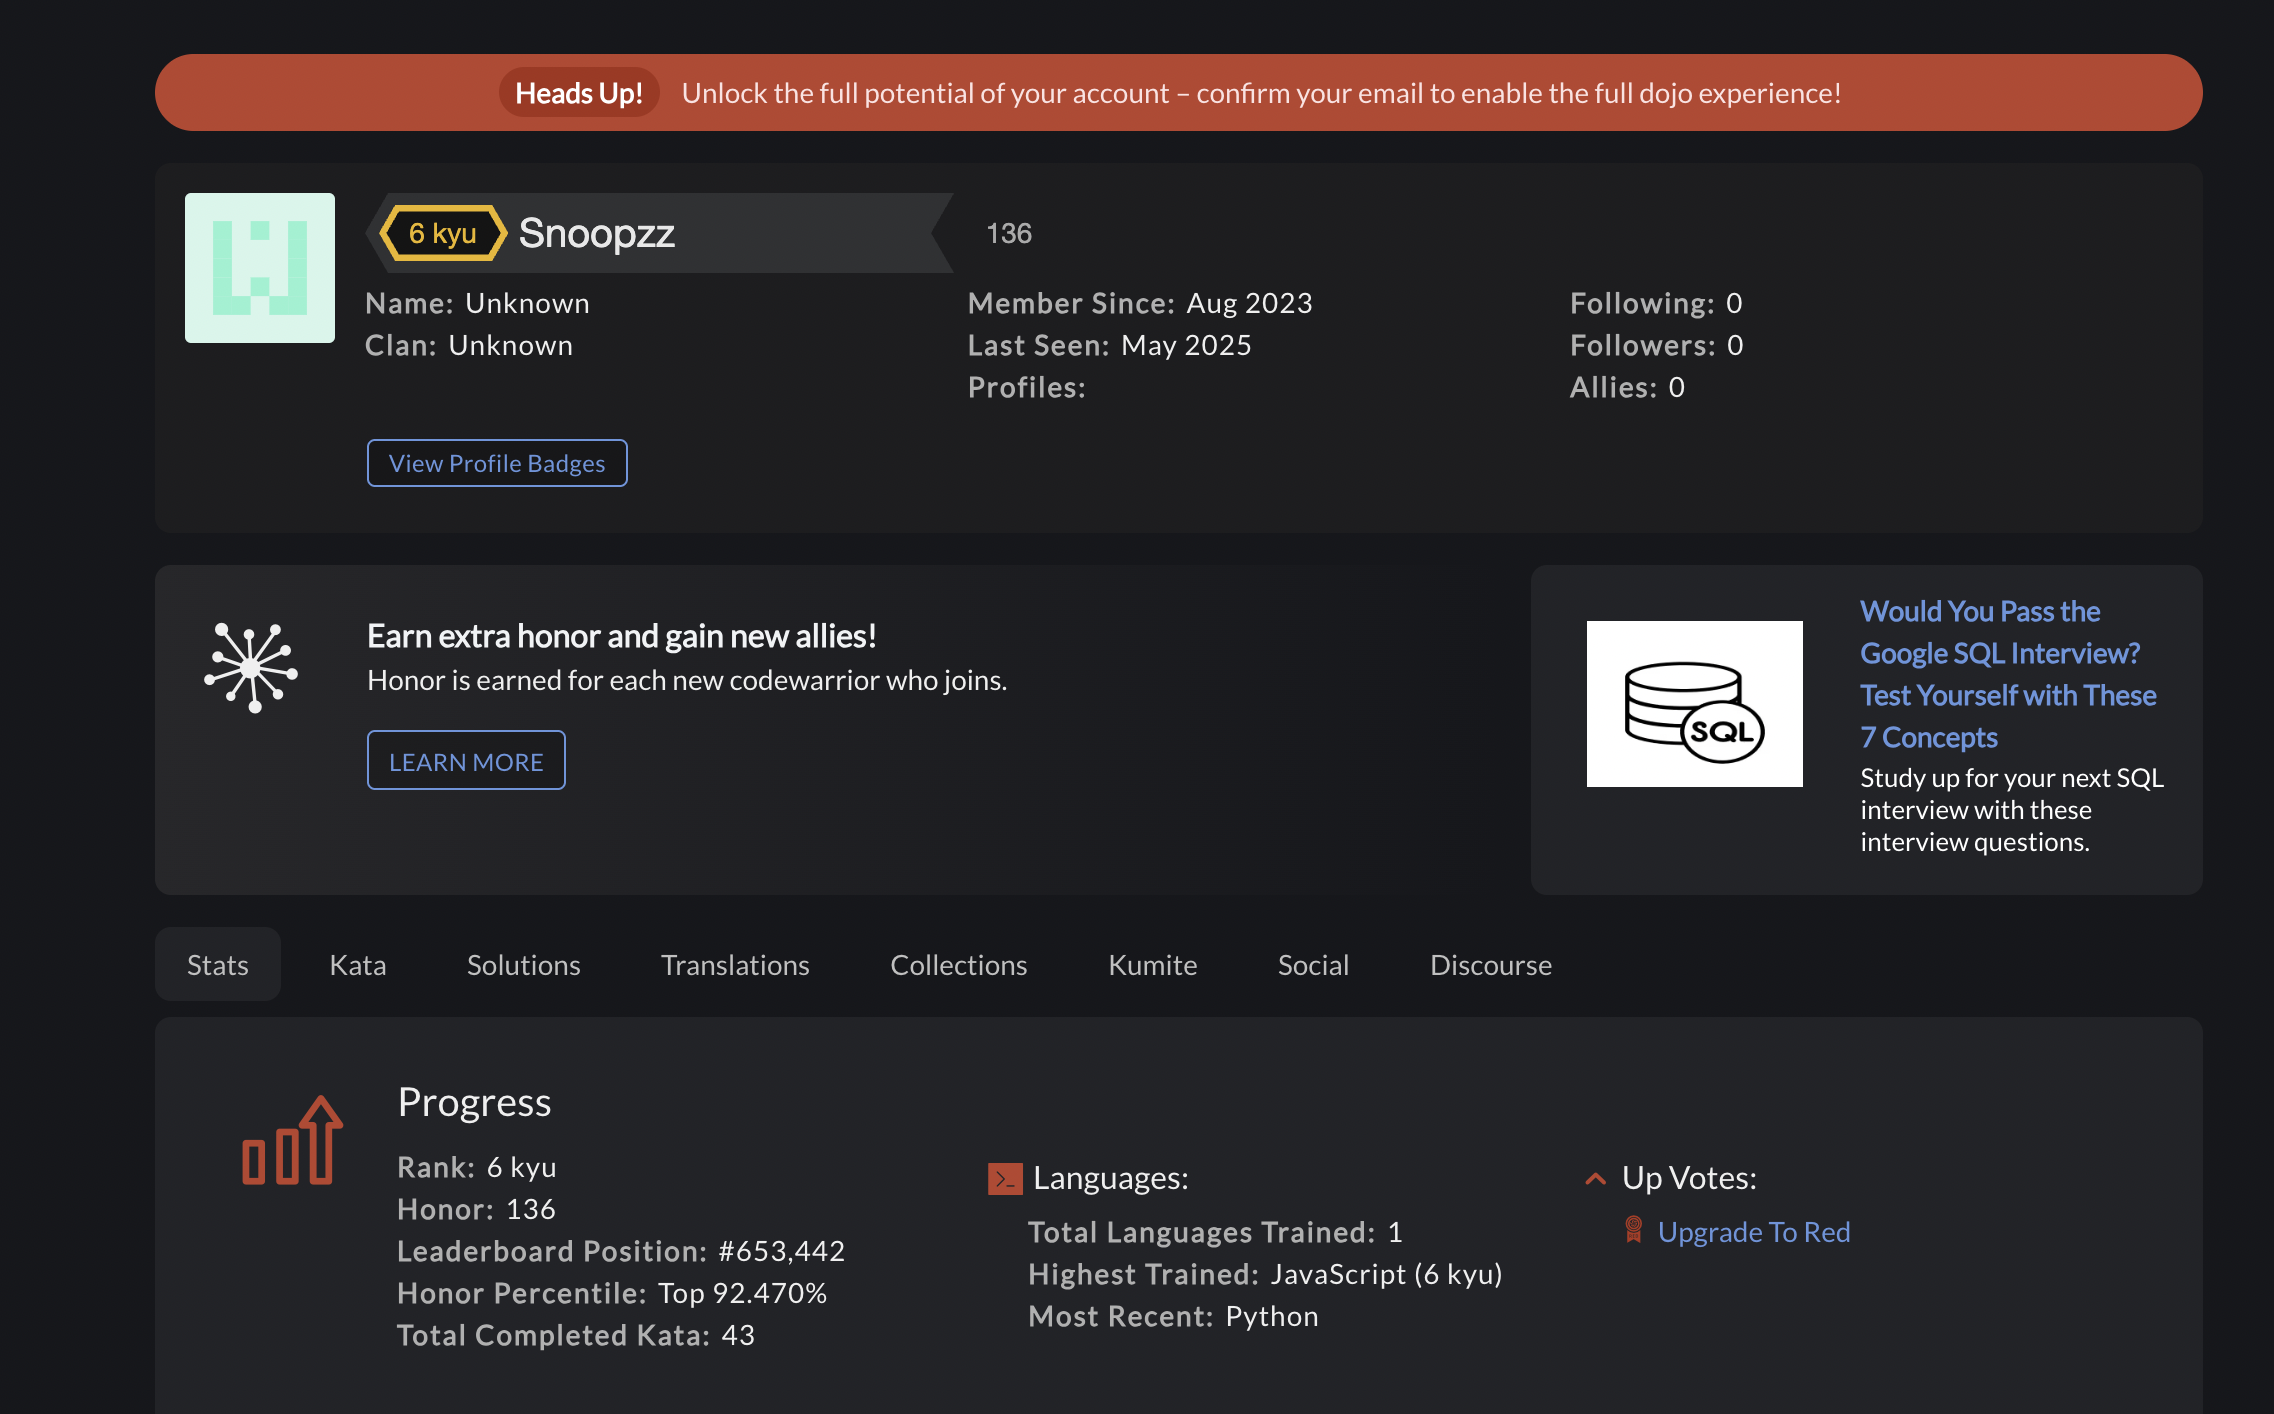 Heads Up! Unlock the full potential of your account – confirm your email to enable the full dojo experience!
6 kyu Snoopzz 136
Name: Unknown
Clan: Unknown
Member Since: Aug 2023
Last Seen: May 2025
Profiles:
Following: 0
Followers: 0
Allies: 0
View Profile Badges
Earn extra honor and gain new allies!
Honor is earned for each new codewarrior who joins.
LEARN MORE
SQL
Would You Pass the
Google SQL Interview?
Test Yourself with These
7 Concepts
Study up for your next SQL
interview with these
interview questions.
Stats Kata Solutions Translations Collections Kumite Social Discourse
Progress
Rank: 6 kyu
Honor: 136
Leaderboard Position: #653,442
Honor Percentile: Top 92.470%
Total Completed Kata: 43
Languages:
Total Languages Trained: 1
Highest Trained: JavaScript (6 kyu)
Most Recent: Python
Up Votes:
Upgrade To Red